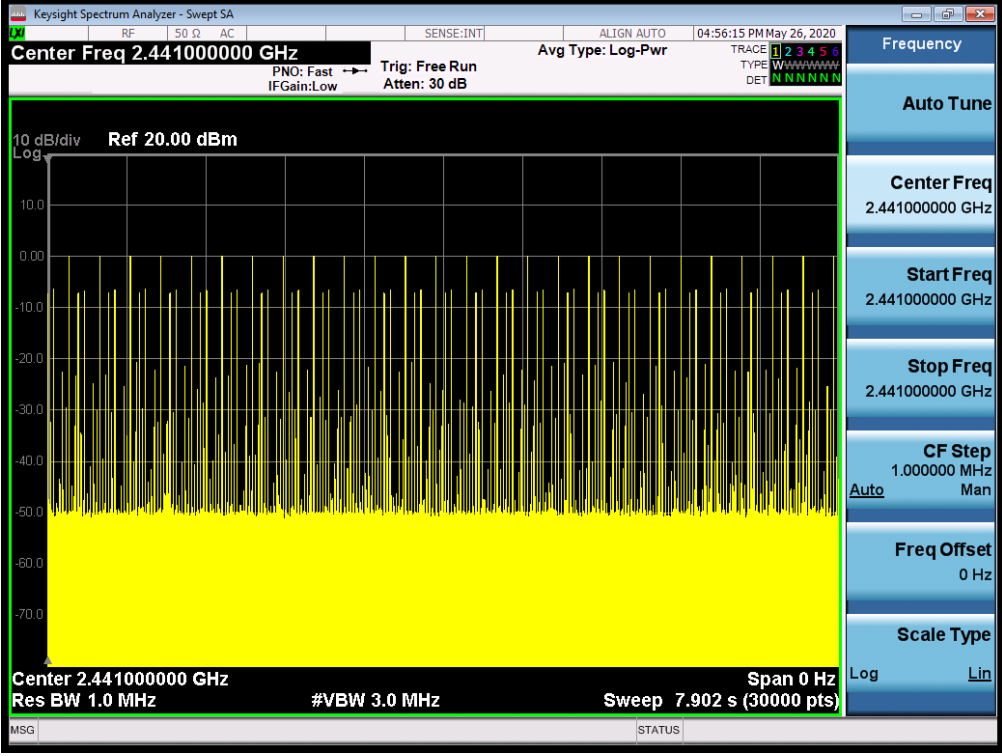 Keysight Spectrum Analyzer - Swept SA
LXI RF 50 Ω AC SENSE:INT ALIGN AUTO 04:56:15 PM May 26, 2020
Center Freq 2.441000000 GHz
PNO: Fast
IFGain:Low
Trig: Free Run
Atten: 30 dB
Avg Type: Log-Pwr
TRACE 1 2 3 4 5 6
TYPE WWWWWW
DET N N N N N N
10 dB/div
Log
Ref 20.00 dBm
10.0
0.00
-10.0
-20.0
-30.0
-40.0
-50.0
-60.0
-70.0
Center 2.441000000 GHz
Span 0 Hz
Res BW 1.0 MHz
#VBW 3.0 MHz
Sweep 7.902 s (30000 pts)
MSG
STATUS
Frequency
Auto Tune
Center Freq
2.441000000 GHz
Start Freq
2.441000000 GHz
Stop Freq
2.441000000 GHz
CF Step
1.000000 MHz
Auto Man
Freq Offset
0 Hz
Scale Type
Log Lin